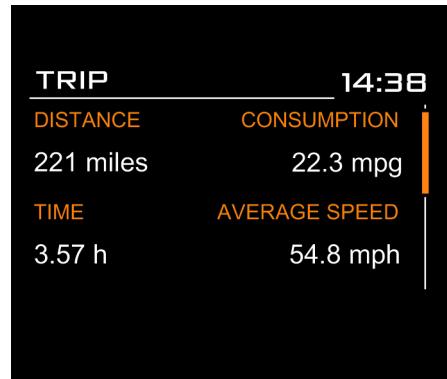 TRIP 14:38
DISTANCE CONSUMPTION
221 miles 22.3 mpg
TIME AVERAGE SPEED
3.57 h 54.8 mph